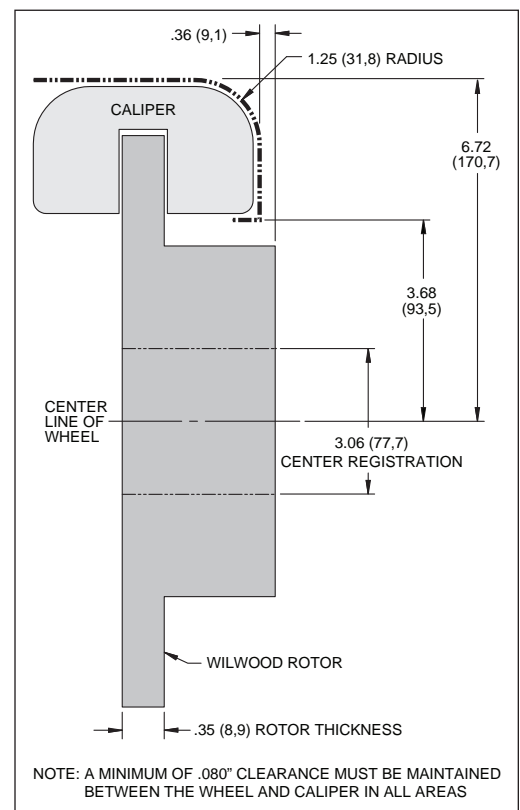 .36 (9,1)
1.25 (31,8) RADIUS
CALIPER
6.72
(170,7)
3.68
(93,5)
CENTER
LINE OF
WHEEL
3.06 (77,7)
CENTER REGISTRATION
WILWOOD ROTOR
.35 (8,9) ROTOR THICKNESS
NOTE: A MINIMUM OF .080" CLEARANCE MUST BE MAINTAINED
BETWEEN THE WHEEL AND CALIPER IN ALL AREAS